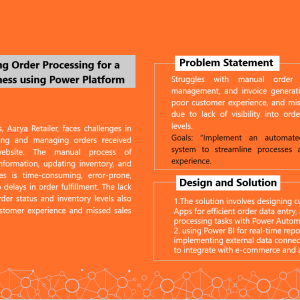 ng Order Processing for a
ness using Power Platform
s, Aarya Retailer, faces challenges in
ing and managing orders received
website. The manual process of
information, updating inventory, and
es is time-consuming, error-prone,
o delays in order fulfillment. The lack
rder status and inventory levels also
stomer experience and missed sales
Problem Statement
Struggles with manual order
management, and invoice generati
poor customer experience, and mis
due to lack of visibility into orde
levels.
Goals: "Implement an automate
system to streamline processes a
experience.
Design and Solution
1.The solution involves designing cu
Apps for efficient order data entry,
processing tasks with Power Autom
2. using Power BI for real-time repo
implementing external data connec
to integrate with e-commerce and a